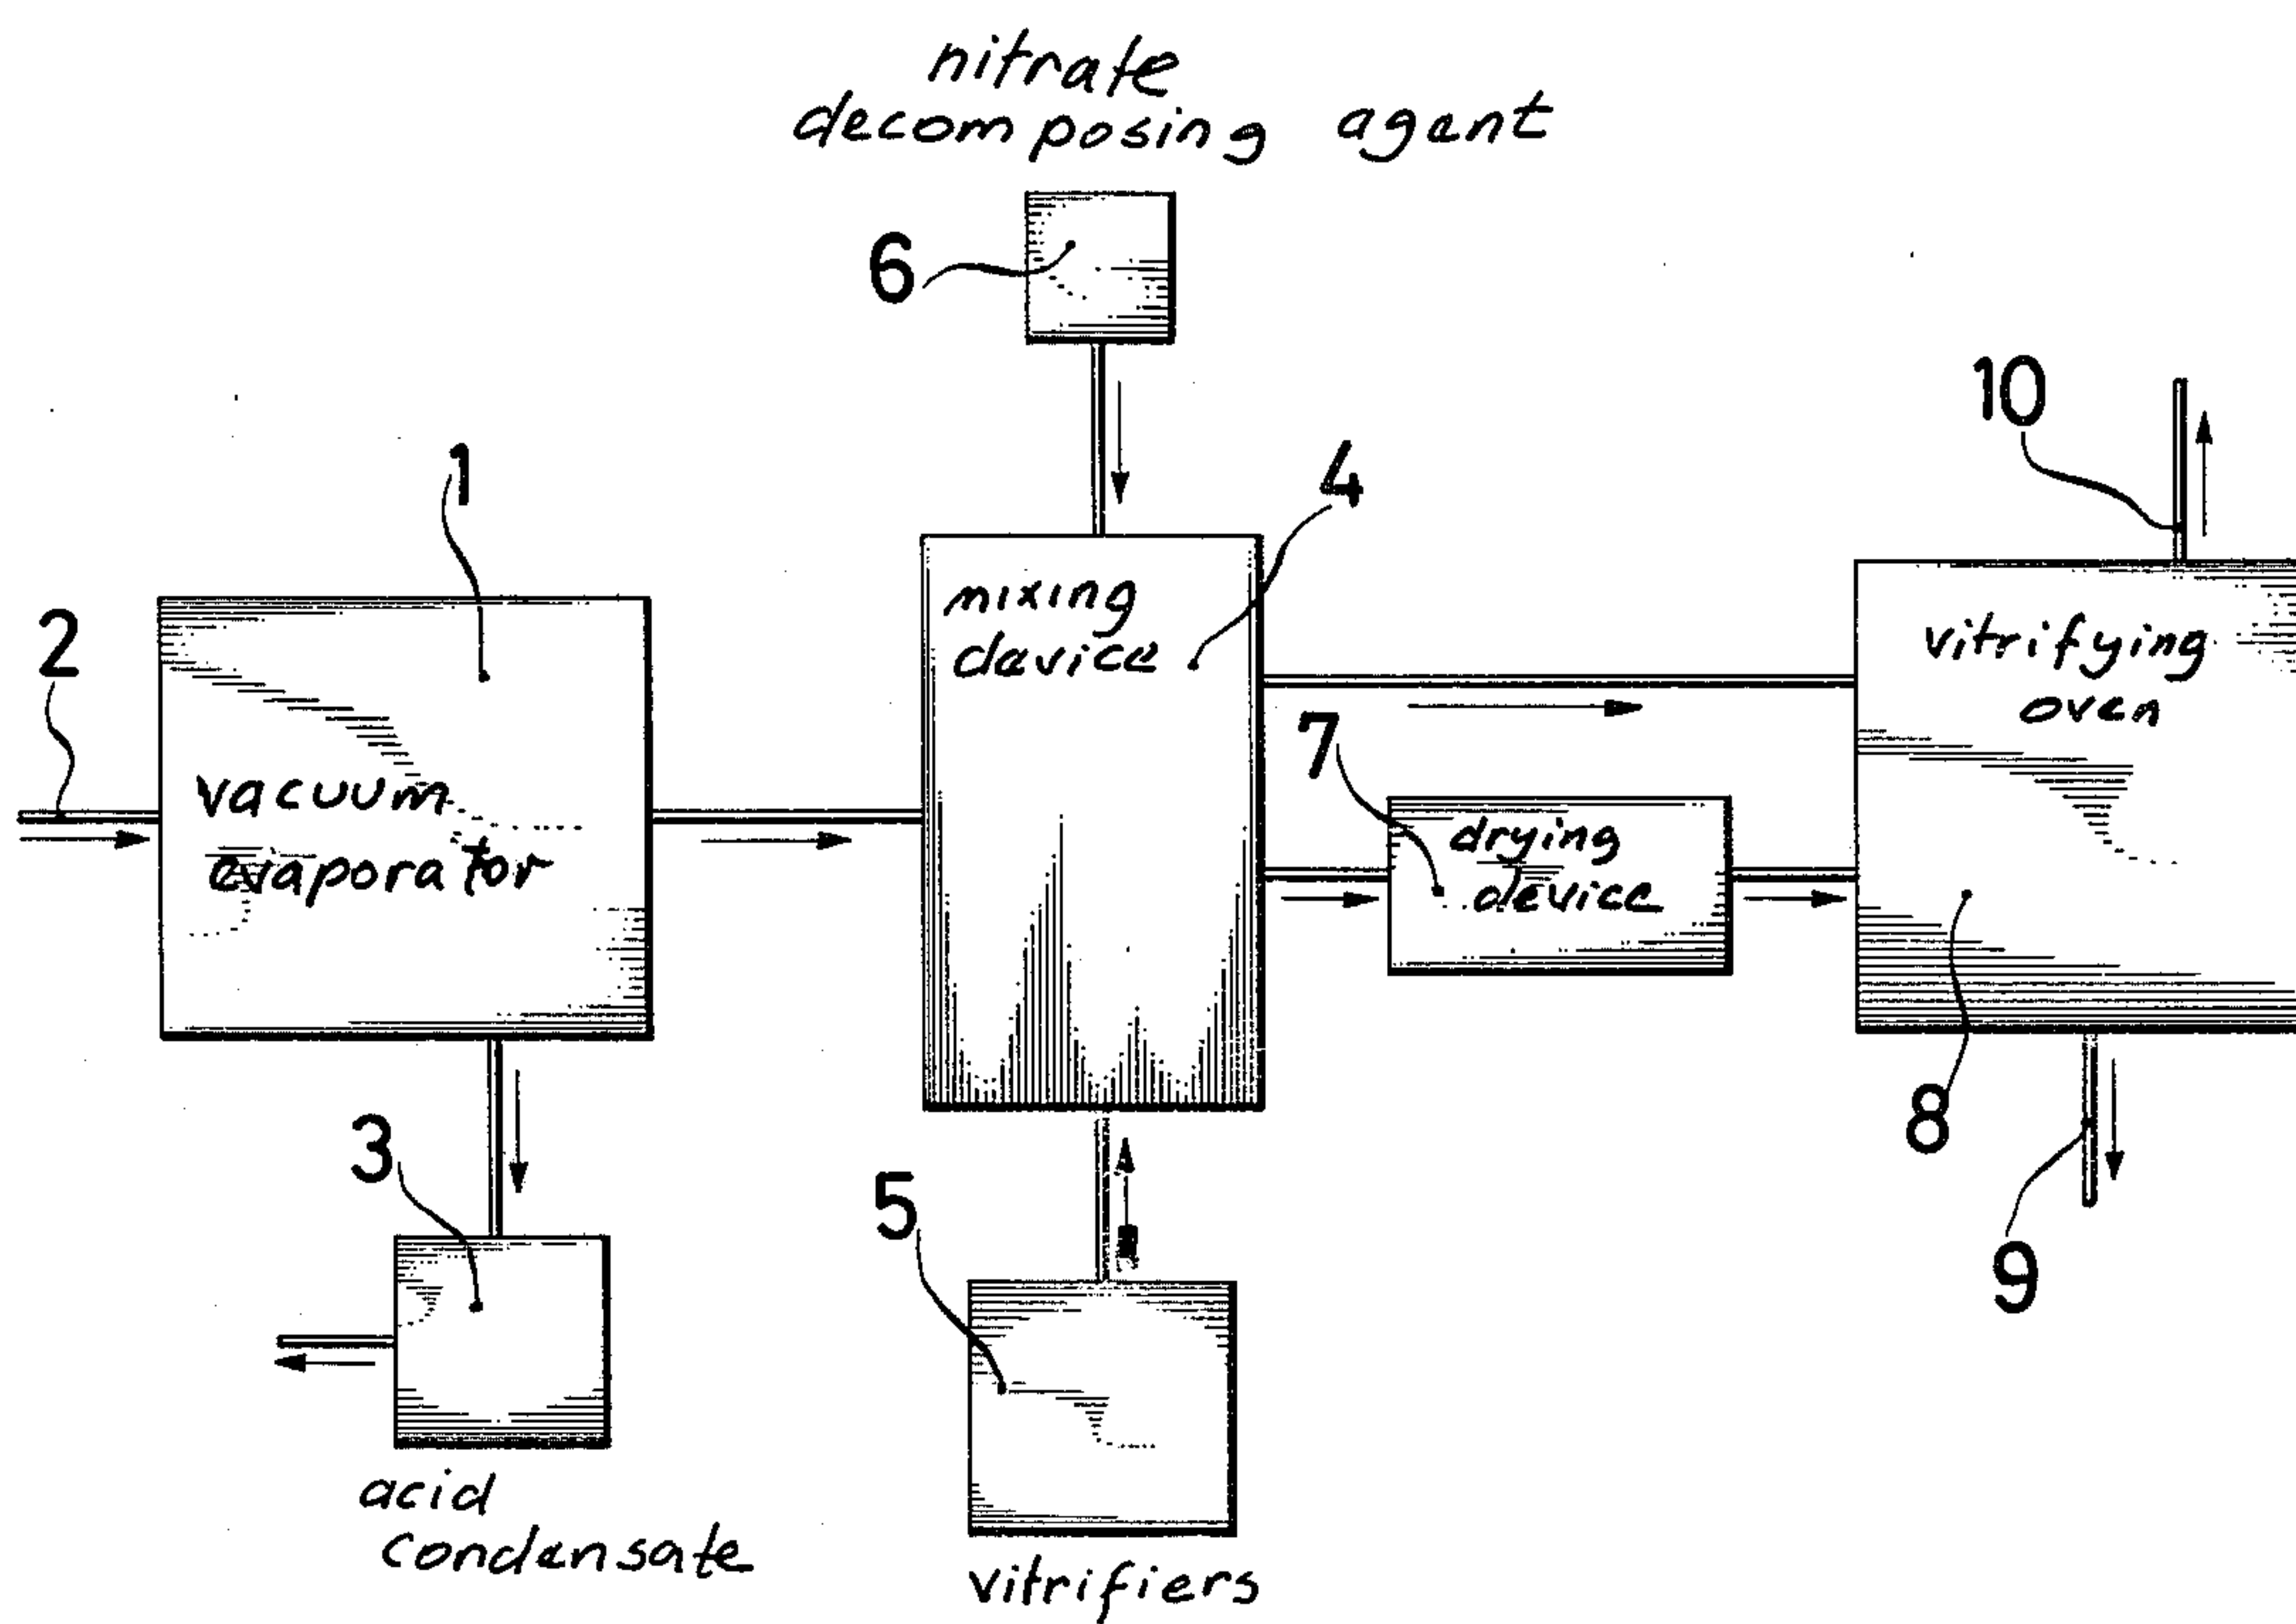 nitrate
decomposing agent
6
10
1
4
2
mixing
device
vitrifying
oven
7
vacuum
evaporator
drying
device
3
8
5
9
acid
condensate
vitrifiers